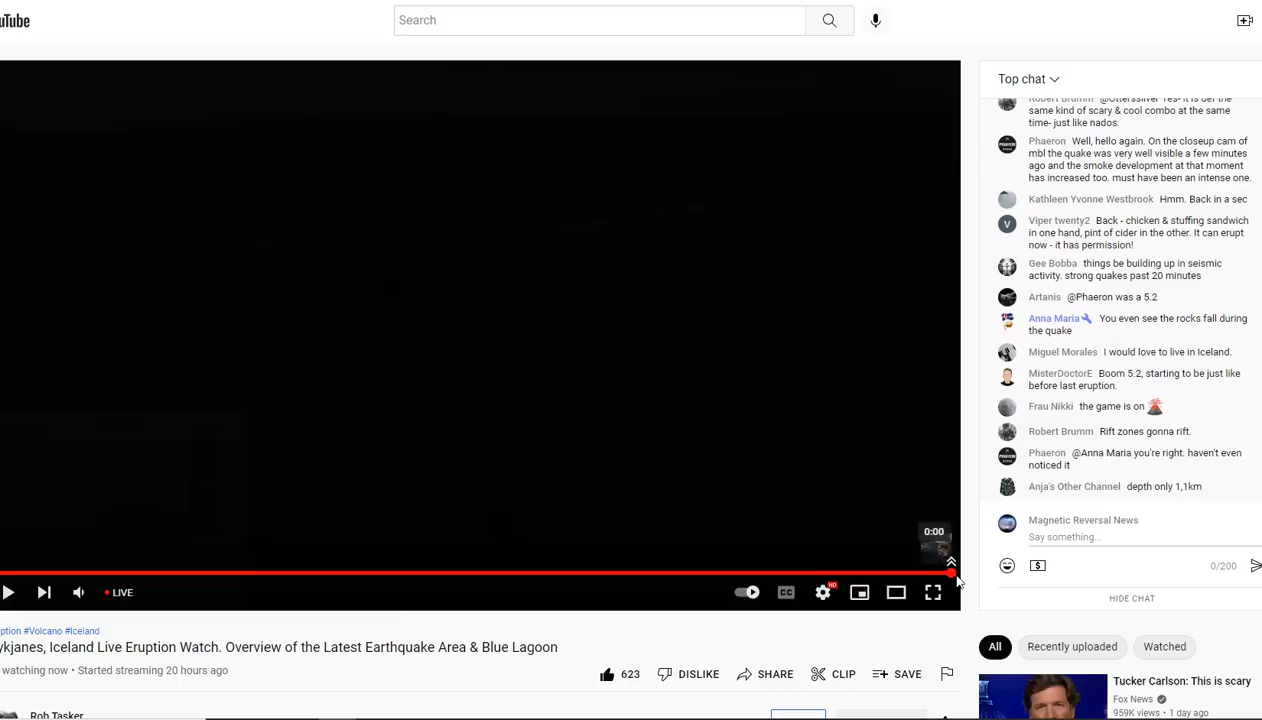 uTube
Search
Top chat
Robert Brumm @Otterssilver Yes- it is def the
same kind of scary & cool combo at the same
time- just like nados.
Phaeron Well, hello again. On the closeup cam of
mbl the quake was very well visible a few minutes
ago and the smoke development at that moment
has increased too. must have been an intense one.
Kathleen Yvonne Westbrook Hmm. Back in a sec
V
Viper twenty2 Back - chicken & stuffing sandwich
in one hand, pint of cider in the other. It can erupt
now - it has permission!
Gee Bobba things be building up in seismic
activity. strong quakes past 20 minutes
Artanis @Phaeron was a 5.2
Anna Maria You even see the rocks fall during
the quake
Miguel Morales I would love to live in Iceland.
MisterDoctorE Boom 5.2, starting to be just like
before last eruption.
Frau Nikki the game is on
Robert Brumm Rift zones gonna rift.
Phaeron @Anna Maria you're right. haven't even
noticed it
Anja's Other Channel depth only 1,1km
Magnetic Reversal News
Say something...
0/200
HIDE CHAT
0:00
LIVE
CC
HD
ption #Volcano #Iceland
ykjanes, Iceland Live Eruption Watch. Overview of the Latest Earthquake Area & Blue Lagoon
watching now • Started streaming 20 hours ago
623
DISLIKE
SHARE
CLIP
SAVE
Rob Tasker
All
Recently uploaded
Watched
Tucker Carlson: This is scary
Fox News
959K views • 1 day ago